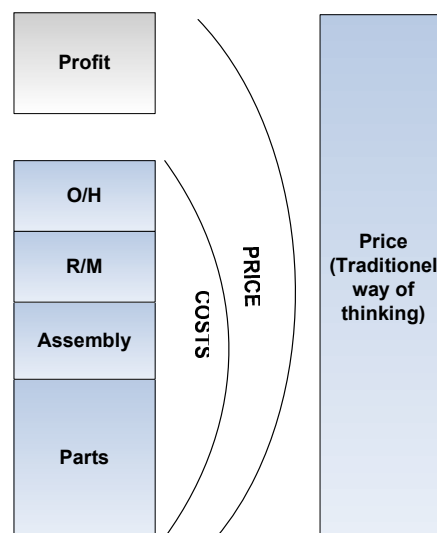 Profit
O/H
R/M
Assembly
Parts
COSTS
PRICE
Price
(Traditionel
way of
thinking)